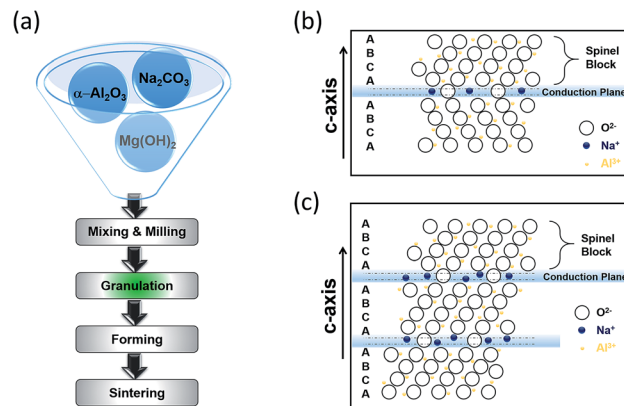 (a)
α-Al2O3
Na2CO3
Mg(OH)2
Mixing & Milling
Granulation
Forming
Sintering
(b)
c-axis
A
B
C
A
A
B
C
A
Spinel
Block
Conduction Plane
O2-
Na+
Al3+
(c)
c-axis
A
B
C
A
A
B
C
A
A
B
C
A
Spinel
Block
Conduction Plane
O2-
Na+
Al3+